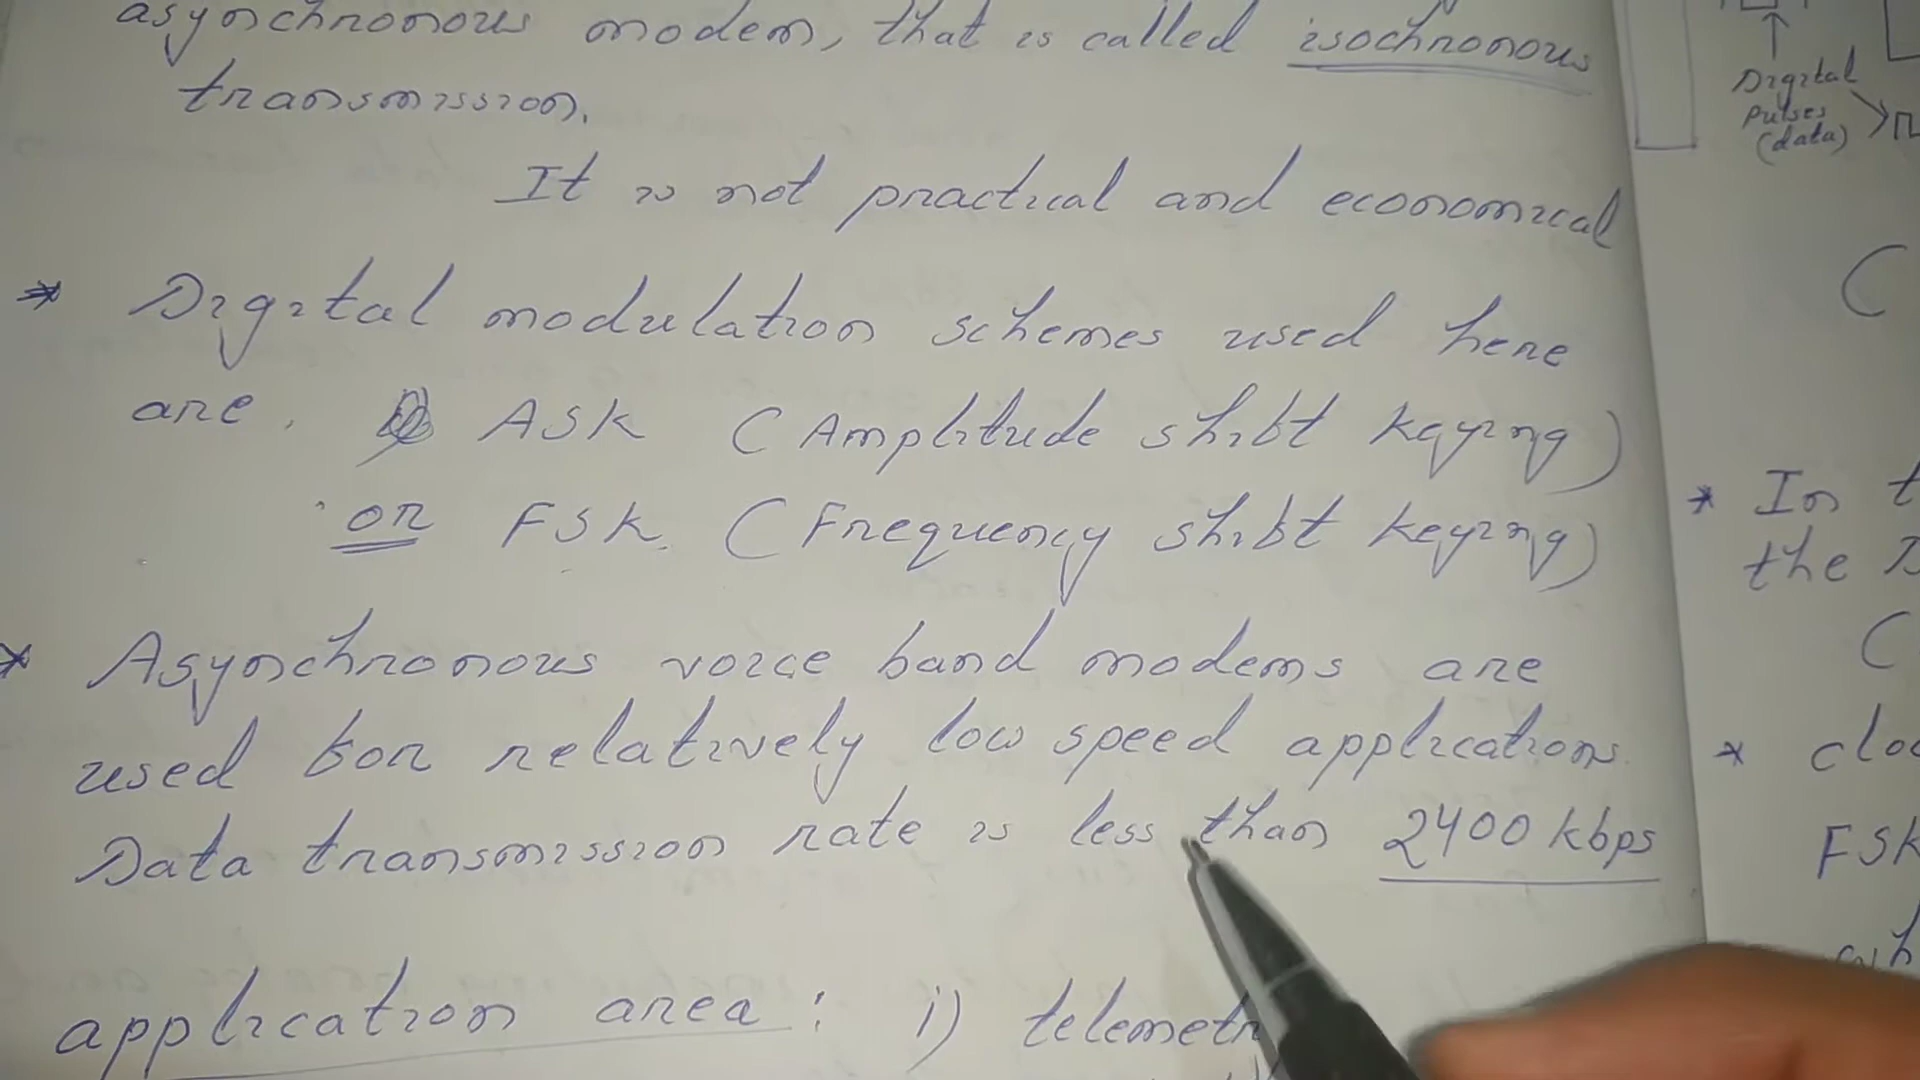 asynchronous modem, that is called isochronous
transmission.
It is not practical and economical
* Digital modulation schemes used here
are, ASK (Amplitude shift keying)
or FSK. (Frequency shift keying)
* Asynchronous voice band modems are
used for relatively low speed applications.
Data transmission rate is less than 2400 kbps
application area: i) telemetr
Digital
pulses
(data)
* In t
the D
* cloc
FSK